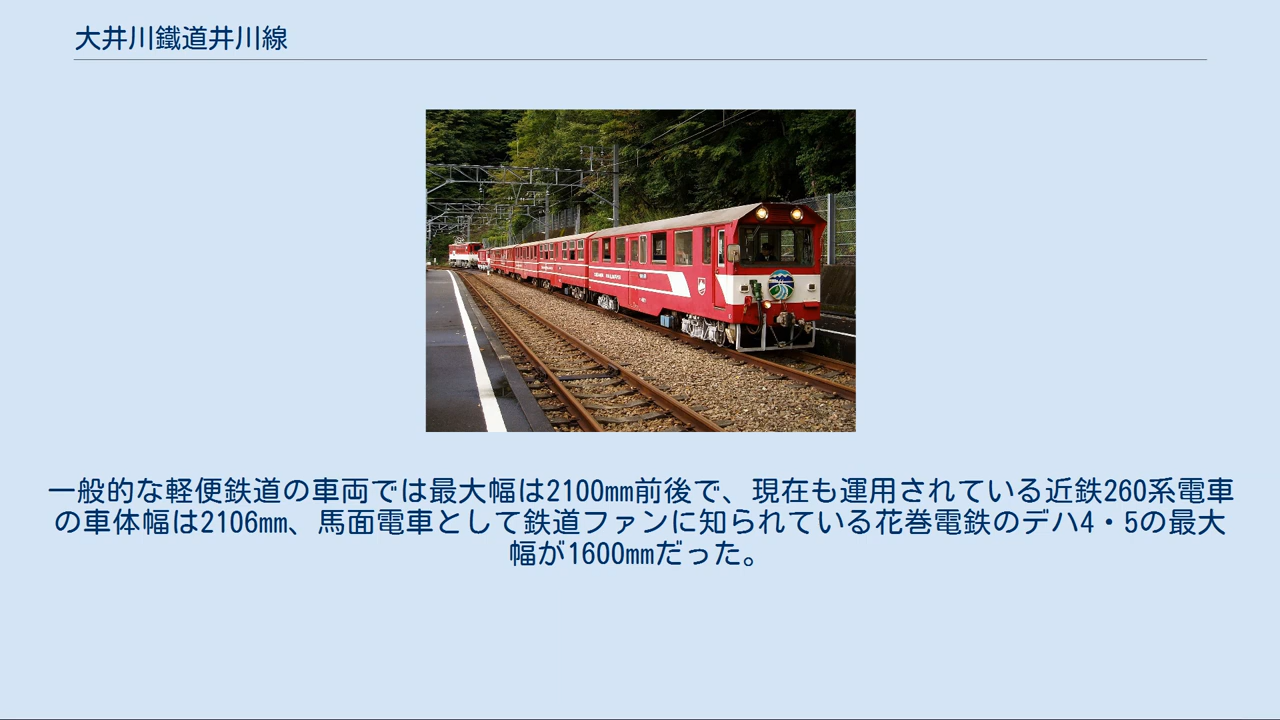 大井川鐵道井川線
一般的な軽便鉄道の車両では最大幅は2100mm前後で、現在も運用されている近鉄260系電車
の車体幅は2106mm、馬面電車として鉄道ファンに知られている花巻電鉄のデハ4・5の最大
幅が1600mmだった。